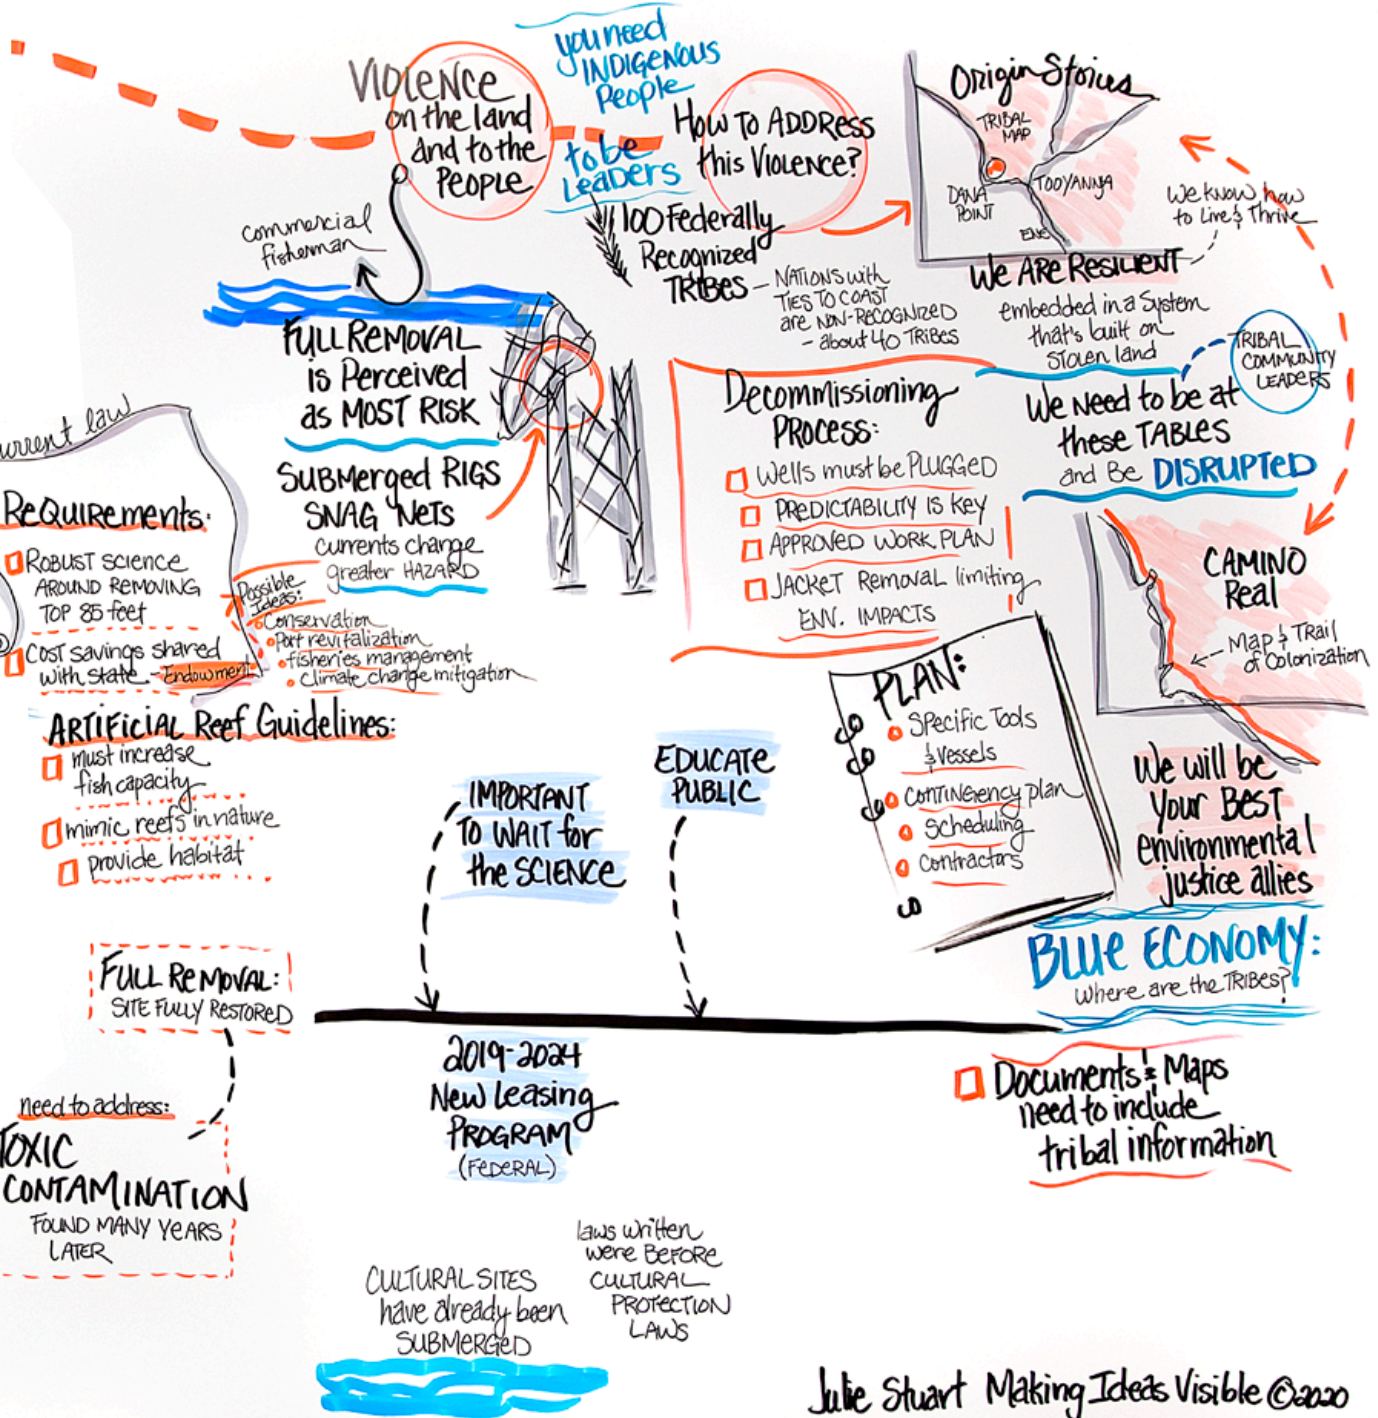 VIOLENCE
on the land
and to the
PEOPLE
you need
INDIGENOUS
People
to be
LEADERS
How To ADDRESS
this VIOLENCE?
100 Federally
Recognized
TRIBES
NATIONS with
TIES TO COAST
are NON-RECOGNIZED
- about 40 TRIBES
Origin Stories
TRIBAL
MAP
DANA
POINT
TOOYANNA
We know how
to Live & Thrive
We ARE RESILIENT
embedded in a System
that's built on
STOLEN land
TRIBAL
COMMUNITY
LEADERS
We Need to be at
these TABLES
and Be DISRUPTED
commercial
fisherman
FULL REMOVAL
is Perceived
as MOST RISK
SUBMERGED RIGS
SNAG NETS
currents change
greater HAZARD
current law
REQUIREMENTS:
ROBUST SCIENCE
AROUND REMOVING
TOP 85 feet
COST savings shared
with state - Endowment
Possible
Ideas:
Conservation
Port revitalization
fisheries management
Climate change mitigation
ARTIFICIAL Reef Guidelines:
must increase
fish capacity
mimic reefs in nature
provide habitat
Decommissioning
PROCESS:
Wells must be PLUGGED
PREDICTABILITY IS KEY
APPROVED WORK PLAN
JACKET REMOVAL limiting
ENV. IMPACTS
PLAN:
Specific Tools
& Vessels
CONTINGENCY plan
Scheduling
Contractors
CAMINO
Real
Map & Trail
of Colonization
We will be
your BEST
environmental
justice allies
IMPORTANT
TO WAIT for
the SCIENCE
EDUCATE
PUBLIC
BLUE ECONOMY:
Where are the TRIBES?
FULL REMOVAL:
SITE FULLY RESTORED
need to address:
TOXIC
CONTAMINATION
FOUND MANY YEARS
LATER
2019-2024
New Leasing
PROGRAM
(FEDERAL)
Documents & Maps
need to include
tribal information
CULTURAL SITES
have already been
SUBMERGED
laws written
were BEFORE
CULTURAL
PROTECTION
LAWS
Julie Stuart Making Ideas Visible ©2020